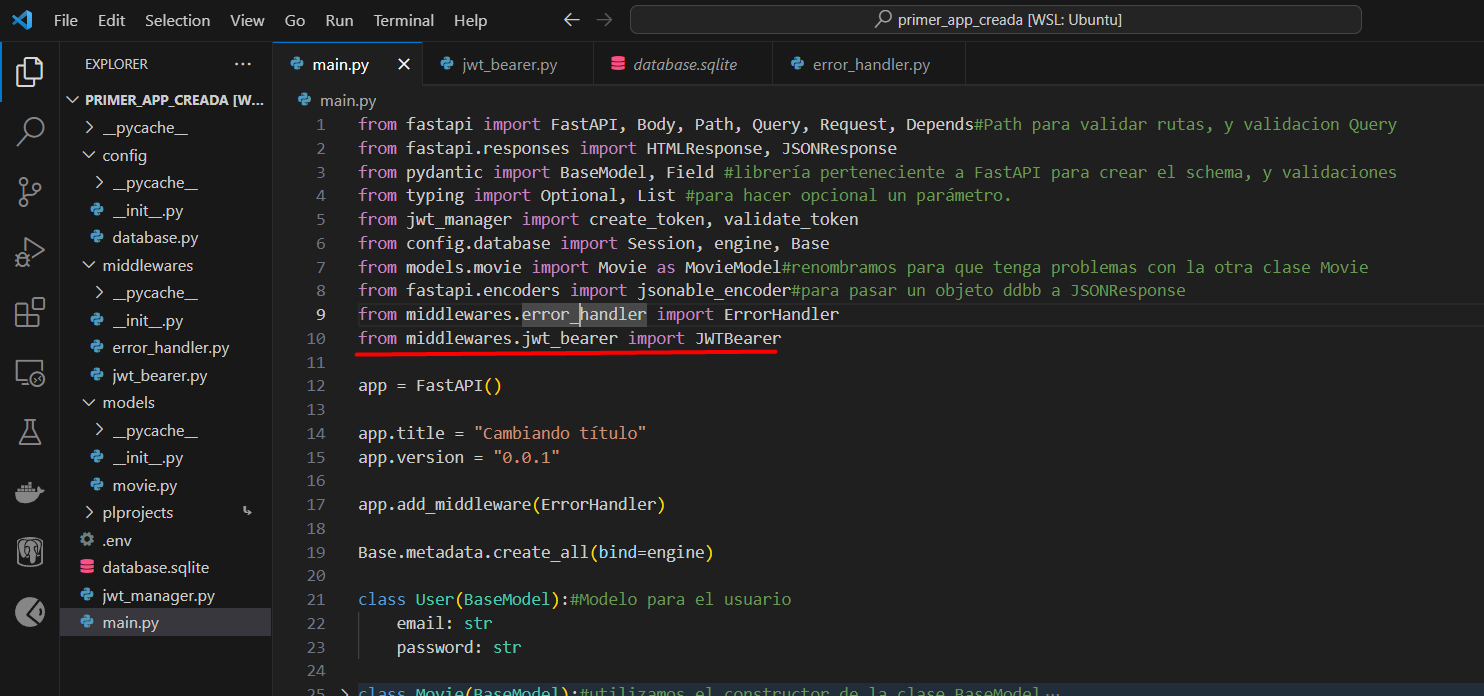 File Edit Selection View Go Run Terminal Help
primer_app_creada [WSL: Ubuntu]
EXPLORER
PRIMER_APP_CREADA [W...
__pycache__
config
__pycache__
__init__.py
database.py
middlewares
__pycache__
__init__.py
error_handler.py
jwt_bearer.py
models
__pycache__
__init__.py
movie.py
plprojects
.env
database.sqlite
jwt_manager.py
main.py
main.py jwt_bearer.py database.sqlite error_handler.py
main.py
1 from fastapi import FastAPI, Body, Path, Query, Request, Depends#Path para validar rutas, y validacion Query
2 from fastapi.responses import HTMLResponse, JSONResponse
3 from pydantic import BaseModel, Field #librería perteneciente a FastAPI para crear el schema, y validaciones
4 from typing import Optional, List #para hacer opcional un parámetro.
5 from jwt_manager import create_token, validate_token
6 from config.database import Session, engine, Base
7 from models.movie import Movie as MovieModel#renombramos para que tenga problemas con la otra clase Movie
8 from fastapi.encoders import jsonable_encoder#para pasar un objeto ddbb a JSONResponse
9 from middlewares.error_handler import ErrorHandler
10 from middlewares.jwt_bearer import JWTBearer
11
12 app = FastAPI()
13
14 app.title = "Cambiando título"
15 app.version = "0.0.1"
16
17 app.add_middleware(ErrorHandler)
18
19 Base.metadata.create_all(bind=engine)
20
21 class User(BaseModel):#Modelo para el usuario
22 email: str
23 password: str
24
25 class Movie(BaseModel):#utilizamos el constructor de la clase BaseModel ...